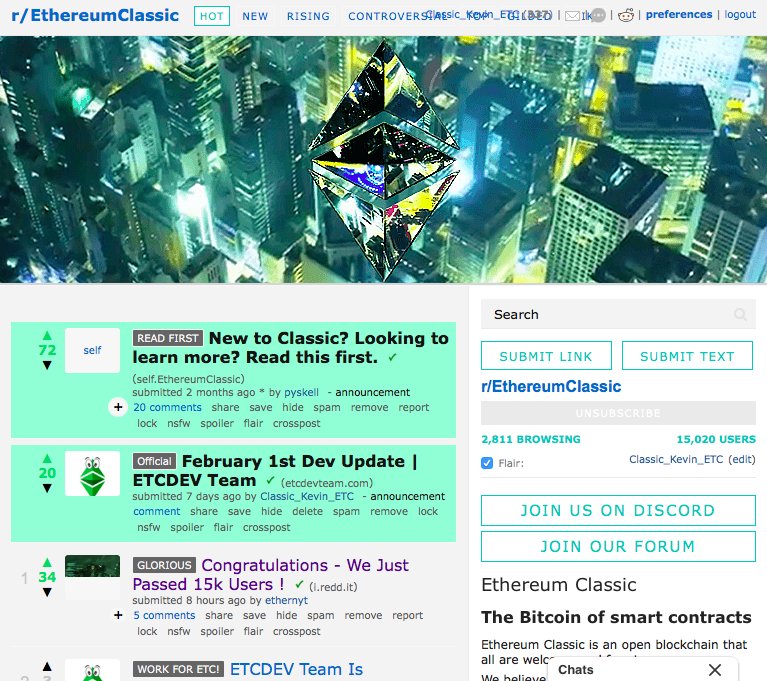 r/EthereumClassic HOT NEW RISING CONTROVERSIAL TOP GILDED Classic_Kevin_ETC | | | preferences | logout
72 self READ FIRST New to Classic? Looking to
learn more? Read this first. ✔
(self.EthereumClassic)
submitted 2 months ago * by pyskell - announcement
+ 20 comments share save hide spam remove report
lock nsfw spoiler flair crosspost
20 Official February 1st Dev Update |
ETCDEV Team ✔ (etcdevteam.com)
submitted 7 days ago by Classic_Kevin_ETC - announcement
comment share save hide delete spam remove lock
nsfw spoiler flair crosspost
1 34 GLORIOUS Congratulations - We Just
Passed 15k Users ! ✔ (i.redd.it)
submitted 8 hours ago by ethernyt
+ 5 comments share save hide spam remove report
lock nsfw spoiler flair crosspost
WORK FOR ETC! ETCDEV Team Is
Search
SUBMIT LINK SUBMIT TEXT
r/EthereumClassic
UNSUBSCRIBE
2,811 BROWSING 15,020 USERS
Flair: Classic_Kevin_ETC (edit)
JOIN US ON DISCORD
JOIN OUR FORUM
Ethereum Classic
The Bitcoin of smart contracts
Ethereum Classic is an open blockchain that
all are
We believe
Chats